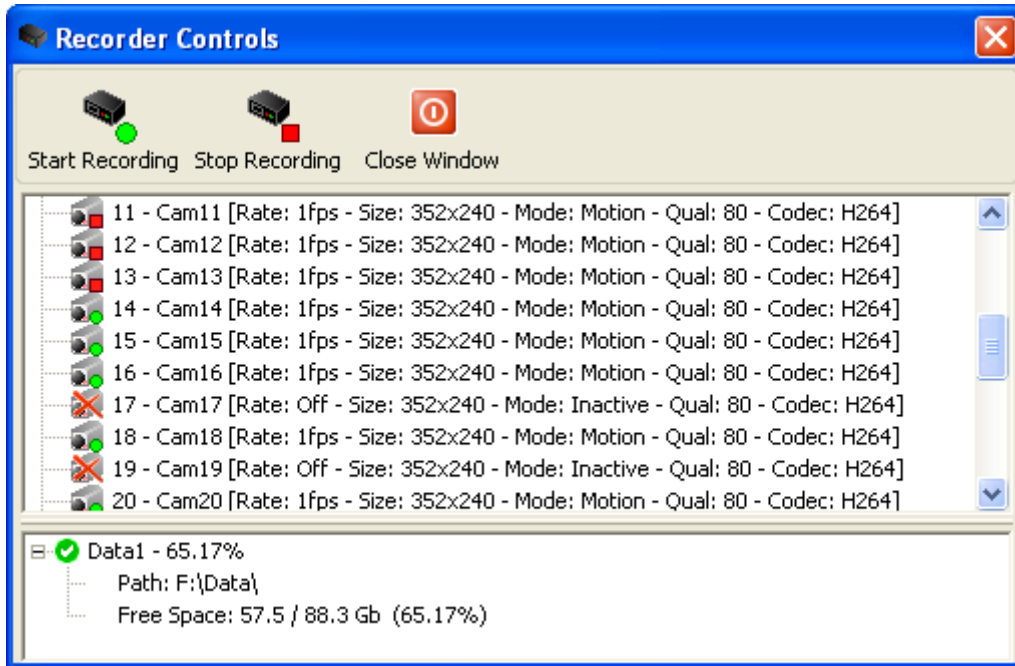 Recorder Controls
Start Recording Stop Recording Close Window
11 - Cam11 [Rate: 1fps - Size: 352x240 - Mode: Motion - Qual: 80 - Codec: H264]
12 - Cam12 [Rate: 1fps - Size: 352x240 - Mode: Motion - Qual: 80 - Codec: H264]
13 - Cam13 [Rate: 1fps - Size: 352x240 - Mode: Motion - Qual: 80 - Codec: H264]
14 - Cam14 [Rate: 1fps - Size: 352x240 - Mode: Motion - Qual: 80 - Codec: H264]
15 - Cam15 [Rate: 1fps - Size: 352x240 - Mode: Motion - Qual: 80 - Codec: H264]
16 - Cam16 [Rate: 1fps - Size: 352x240 - Mode: Motion - Qual: 80 - Codec: H264]
17 - Cam17 [Rate: Off - Size: 352x240 - Mode: Inactive - Qual: 80 - Codec: H264]
18 - Cam18 [Rate: 1fps - Size: 352x240 - Mode: Motion - Qual: 80 - Codec: H264]
19 - Cam19 [Rate: Off - Size: 352x240 - Mode: Inactive - Qual: 80 - Codec: H264]
20 - Cam20 [Rate: 1fps - Size: 352x240 - Mode: Motion - Qual: 80 - Codec: H264]
Data1 - 65.17%
Path: F:\Data\
Free Space: 57.5 / 88.3 Gb (65.17%)